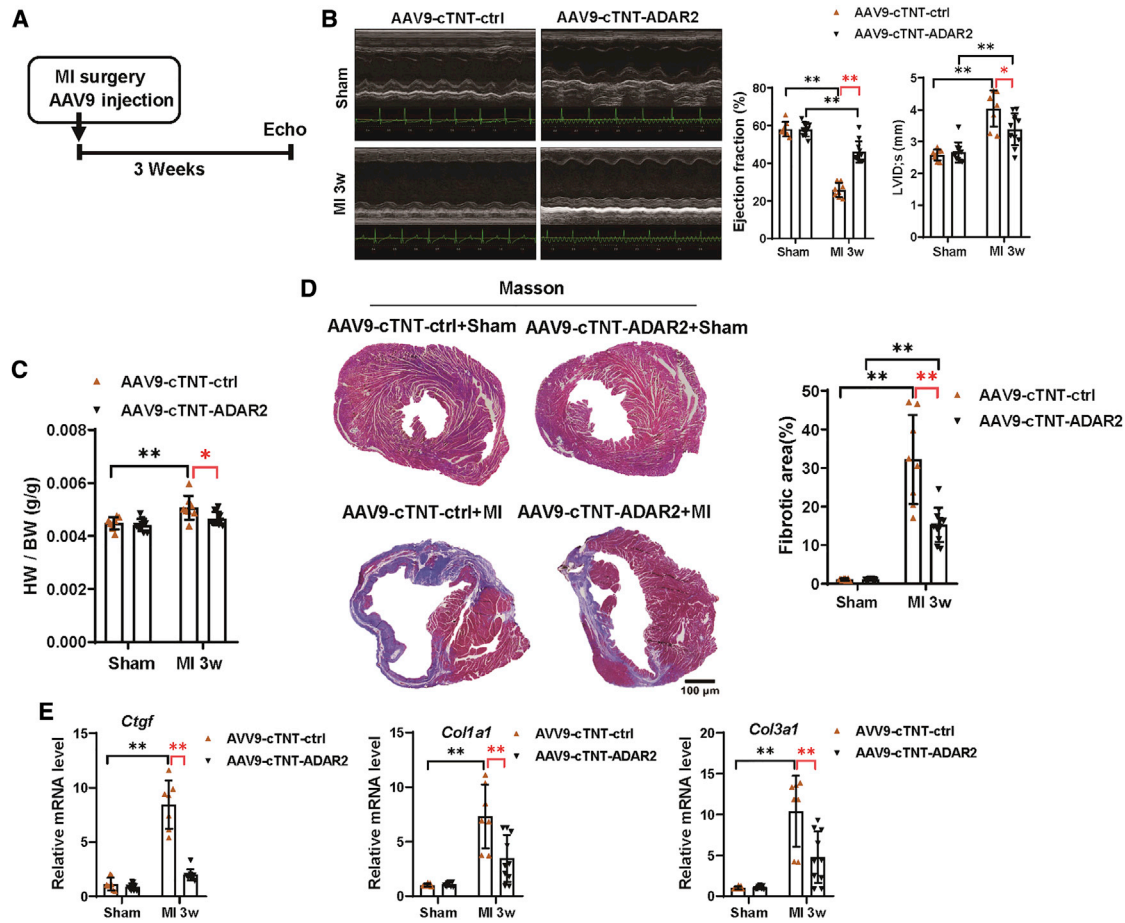 A
MI surgery
AAV9 injection
Echo
3 Weeks
B
AAV9-cTNT-ctrl
AAV9-cTNT-ADAR2
Sham
MI 3w
AAV9-cTNT-ctrl
AAV9-cTNT-ADAR2
Ejection fraction (%)
80
60
40
20
0
**
**
**
Sham
MI 3w
LVID;s (mm)
5
4
3
2
1
0
**
**
*
Sham
MI 3w
C
AAV9-cTNT-ctrl
AAV9-cTNT-ADAR2
HW / BW (g/g)
0.008
0.006
0.004
0.002
0.000
**
*
Sham
MI 3w
D
Masson
AAV9-cTNT-ctrl+Sham
AAV9-cTNT-ADAR2+Sham
AAV9-cTNT-ctrl+MI
AAV9-cTNT-ADAR2+MI
100 μm
Fibrotic area(%)
50
40
30
20
10
0
**
**
**
AAV9-cTNT-ctrl
AAV9-cTNT-ADAR2
Sham
MI 3w
E
Ctgf
Relative mRNA level
15
10
5
0
**
**
AVV9-cTNT-ctrl
AAV9-cTNT-ADAR2
Sham
MI 3w
Col1a1
Relative mRNA level
15
10
5
0
**
**
AVV9-cTNT-ctrl
AAV9-cTNT-ADAR2
Sham
MI 3w
Col3a1
Relative mRNA level
20
15
10
5
0
**
**
AVV9-cTNT-ctrl
AAV9-cTNT-ADAR2
Sham
MI 3w